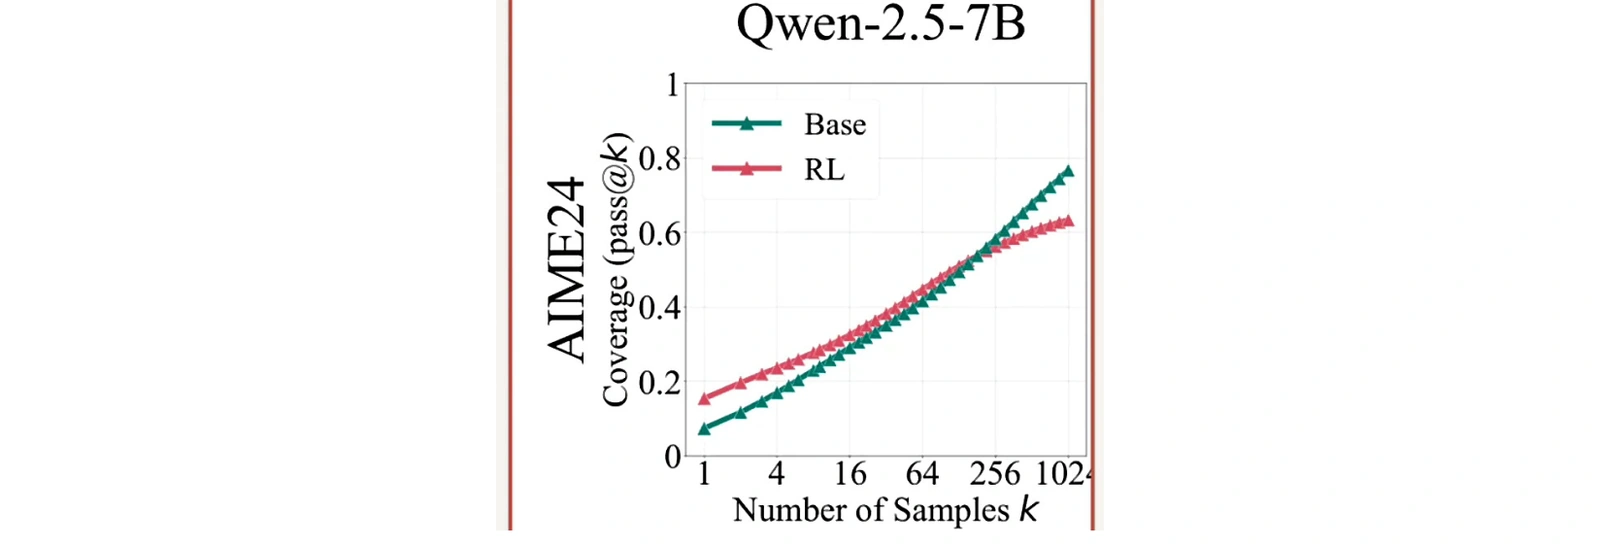 Qwen-2.5-7B
AIME24
Coverage (pass@k)
1
0.8
0.6
0.4
0.2
0
Base
RL
1 4 16 64 256 1024
Number of Samples k